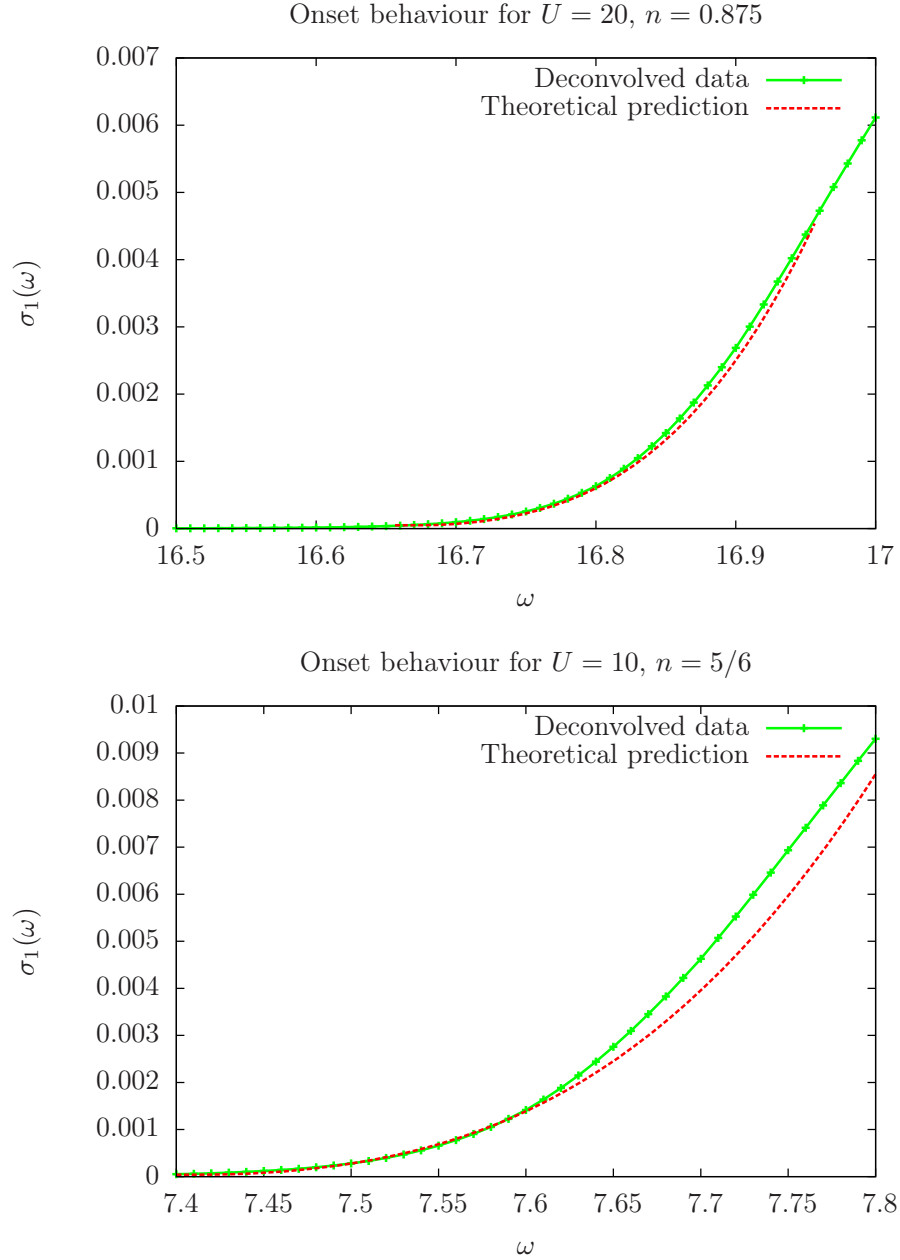 Onset behaviour for U = 20, n = 0.875
0.007
Deconvolved data
Theoretical prediction
0.006
0.005
0.004
σ₁(ω)
0.003
0.002
0.001
0
16.5 16.6 16.7 16.8 16.9 17
ω
Onset behaviour for U = 10, n = 5/6
0.01
Deconvolved data
0.009
Theoretical prediction
0.008
0.007
0.006
0.005
σ₁(ω)
0.004
0.003
0.002
0.001
0
7.4 7.45 7.5 7.55 7.6 7.65 7.7 7.75 7.8
ω